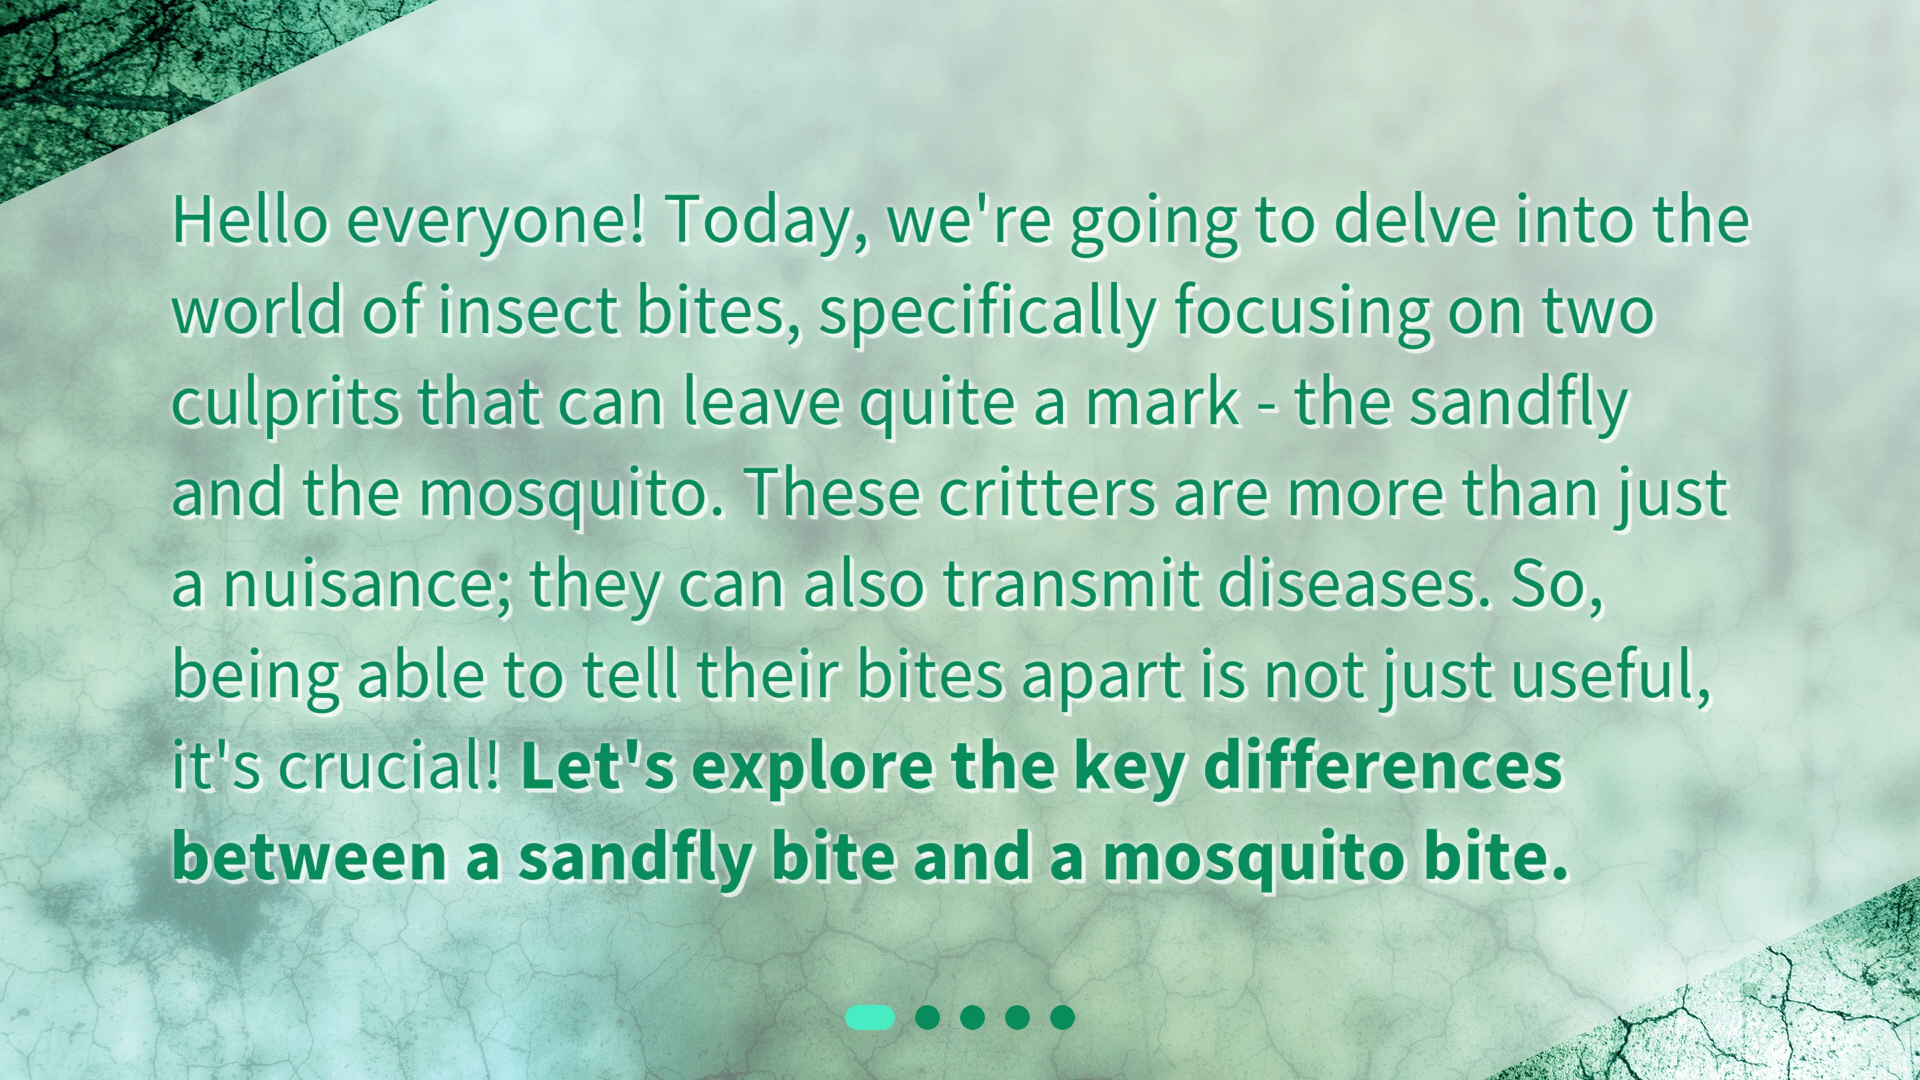 Hello everyone! Today, we're going to delve into the
world of insect bites, specifically focusing on two
culprits that can leave quite a mark - the sandfly
and the mosquito. These critters are more than just
a nuisance; they can also transmit diseases. So,
being able to tell their bites apart is not just useful,
it's crucial! Let's explore the key differences
between a sandfly bite and a mosquito bite.